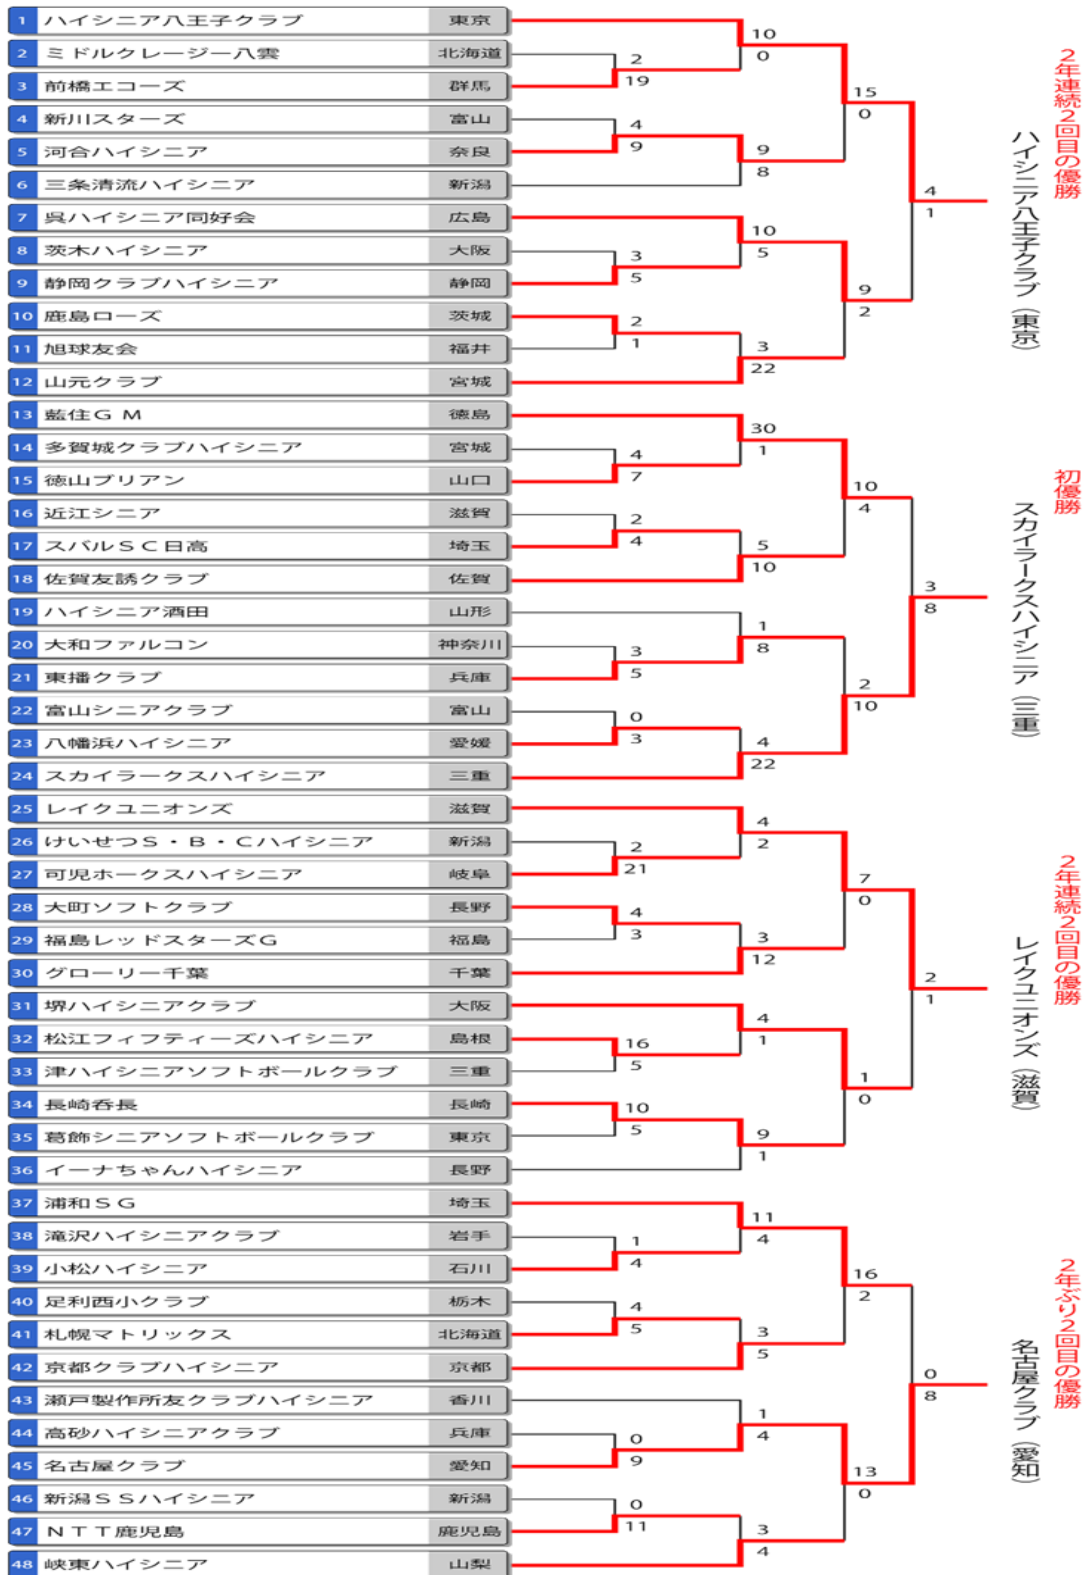 1 ハイシニア八王子クラブ 東京
2 ミドルクレージー八雲 北海道
3 前橋エコーズ 群馬
4 新川スターズ 富山
5 河合ハイシニア 奈良
6 三条清流ハイシニア 新潟
7 呉ハイシニア同好会 広島
8 茨木ハイシニア 大阪
9 静岡クラブハイシニア 静岡
10 鹿島ローズ 茨城
11 旭球友会 福井
12 山元クラブ 宮城
13 藍住GM 徳島
14 多賀城クラブハイシニア 宮城
15 徳山ブリアン 山口
16 近江シニア 滋賀
17 スバルSC日高 埼玉
18 佐賀友誘クラブ 佐賀
19 ハイシニア酒田 山形
20 大和ファルコン 神奈川
21 東播クラブ 兵庫
22 富山シニアクラブ 富山
23 八幡浜ハイシニア 愛媛
24 スカイラークスハイシニア 三重
25 レイクユニオンズ 滋賀
26 けいせつS・B・Cハイシニア 新潟
27 可児ホークスハイシニア 岐阜
28 大町ソフトクラブ 長野
29 福島レッドスターズG 福島
30 グローリー千葉 千葉
31 堺ハイシニアクラブ 大阪
32 松江フィフティーズハイシニア 島根
33 津ハイシニアソフトボールクラブ 三重
34 長崎呑長 長崎
35 葛飾シニアソフトボールクラブ 東京
36 イーナちゃんハイシニア 長野
37 浦和SG 埼玉
38 滝沢ハイシニアクラブ 岩手
39 小松ハイシニア 石川
40 足利西小クラブ 栃木
41 札幌マトリックス 北海道
42 京都クラブハイシニア 京都
43 瀬戸製作所友クラブハイシニア 香川
44 高砂ハイシニアクラブ 兵庫
45 名古屋クラブ 愛知
46 新潟SSハイシニア 新潟
47 NTT鹿児島 鹿児島
48 峡東ハイシニア 山梨
2
19
4
9
3
5
2
1
4
7
2
4
3
5
0
3
2
21
4
3
16
5
10
5
1
4
4
5
0
9
0
11
10
0
9
8
10
5
3
22
30
1
5
10
1
8
4
22
4
2
3
12
4
1
9
1
11
4
3
5
1
4
3
4
15
0
9
2
10
4
2
10
7
0
1
0
16
2
13
0
4
1
3
8
2
1
0
8
2年連続2回目の優勝
ハイシニア八王子クラブ(東京)
初優勝
スカイラークスハイシニア(三重)
2年連続2回目の優勝
レイクユニオンズ(滋賀)
2年ぶり2回目の優勝
名古屋クラブ(愛知)